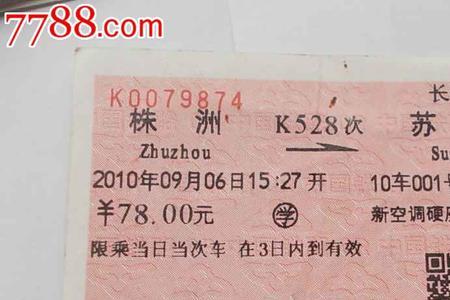 7788.com
长
K0079874
株洲 K528次 苏
Zhuzhou Su
2010年09月06日15:27开 10车001号
¥78.00元 学 新空调硬座
限乘当日当次车 在3日内到有效